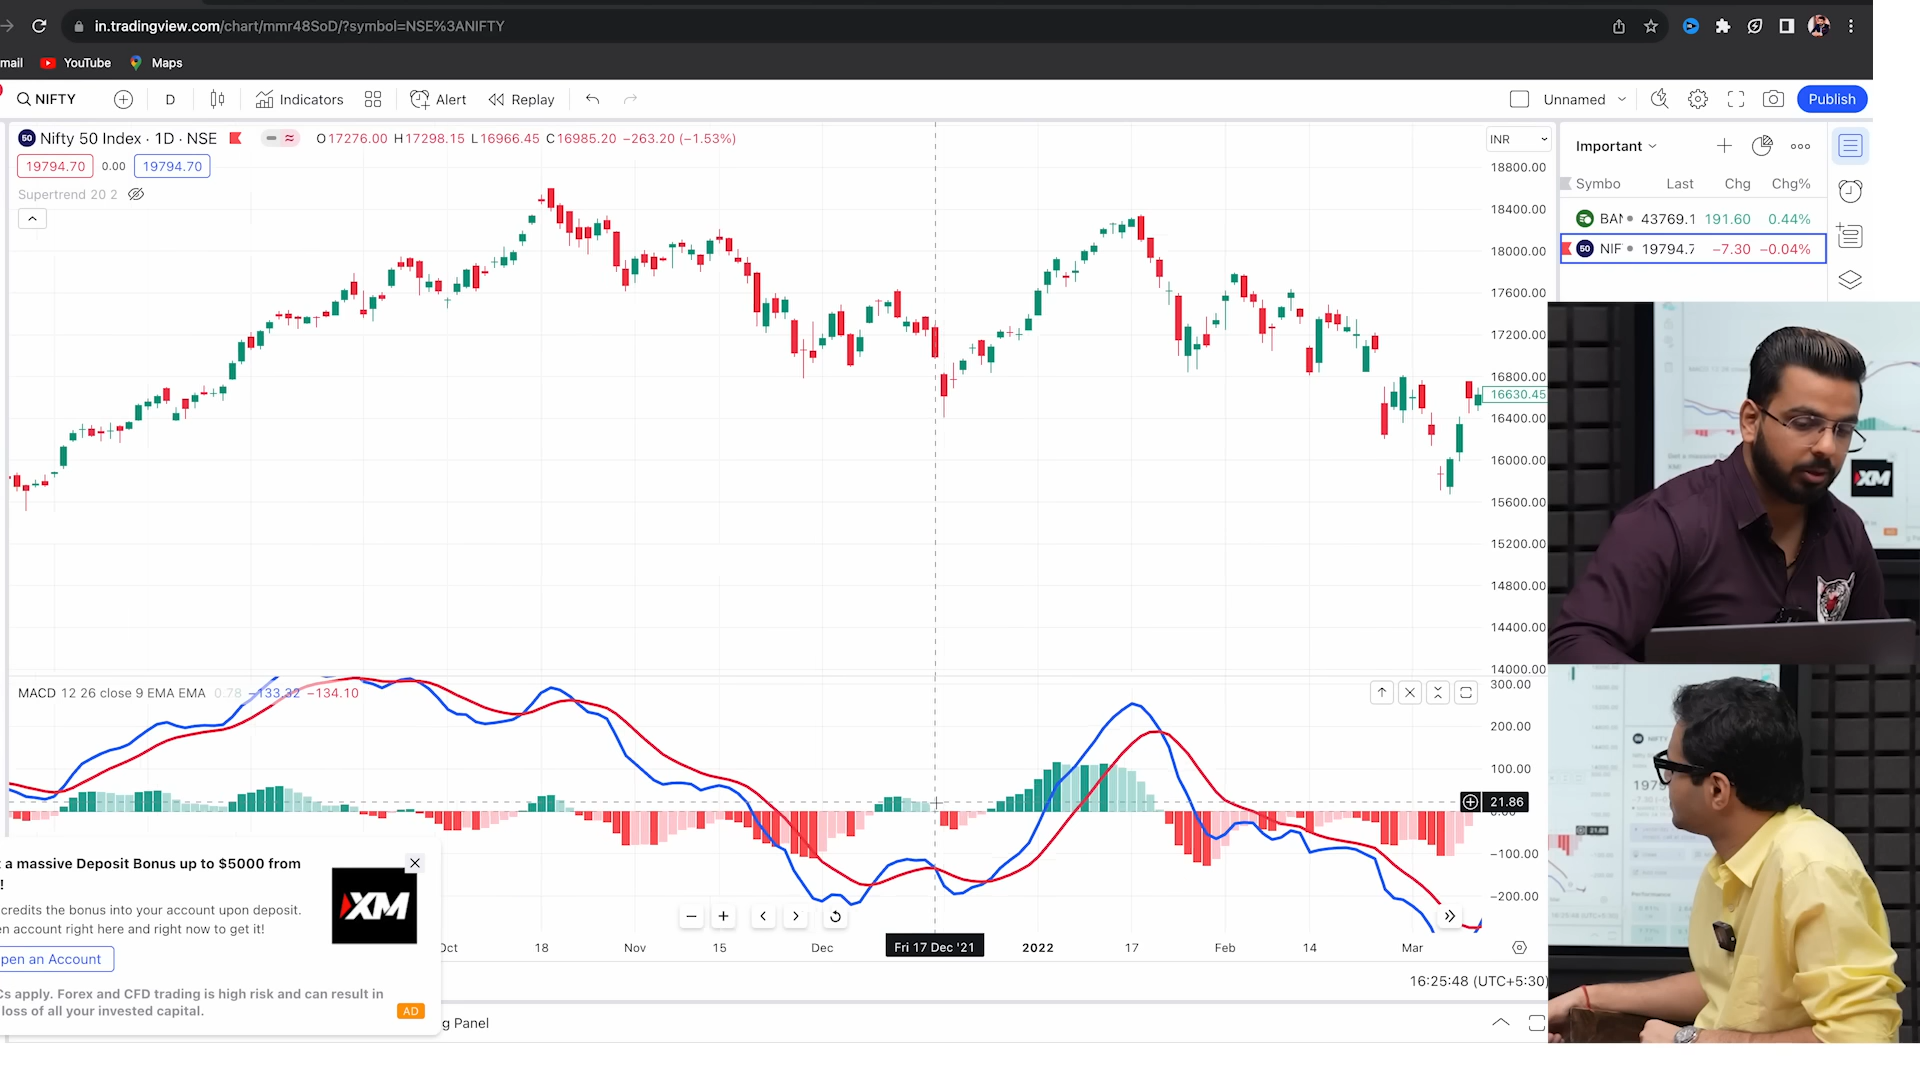 in.tradingview.com/chart/mmr48SoD/?symbol=NSE%3ANIFTY
mail YouTube Maps
NIFTY D Indicators Alert Replay Unnamed Publish
50 Nifty 50 Index · 1D · NSE O17276.00 H17298.15 L16966.45 C16985.20 −263.20 (−1.53%)
19794.70 0.00 19794.70
Supertrend 20 2
INR
18800.00
18400.00
18000.00
17600.00
17200.00
16800.00
16630.45
16400.00
16000.00
15600.00
15200.00
14800.00
14400.00
14000.00
Important
Symbo Last Chg Chg%
BAN 43769.1 191.60 0.44%
50 NIF 19794.7 −7.30 −0.04%
MACD 12 26 close 9 EMA EMA 0.78 −133.32 −134.10
300.00
200.00
100.00
21.86
−100.00
−200.00
a massive Deposit Bonus up to $5000 from
!
credits the bonus into your account upon deposit.
en account right here and right now to get it!
pen an Account
XM
Cs apply. Forex and CFD trading is high risk and can result in
loss of all your invested capital.
AD
Oct 18 Nov 15 Dec Fri 17 Dec '21 2022 17 Feb 14 Mar
16:25:48 (UTC+5:30)
g Panel
XM
NIFTY
1979